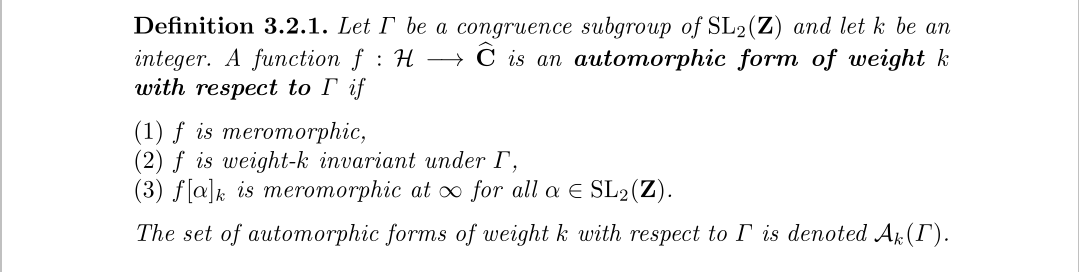 Definition 3.2.1. Let Γ be a congruence subgroup of SL₂(Z) and let k be an
integer. A function f : ℋ ⟶ Ĉ is an automorphic form of weight k
with respect to Γ if
(1) f is meromorphic,
(2) f is weight-k invariant under Γ,
(3) f[α]ₖ is meromorphic at ∞ for all α ∈ SL₂(Z).
The set of automorphic forms of weight k with respect to Γ is denoted 𝒜ₖ(Γ).